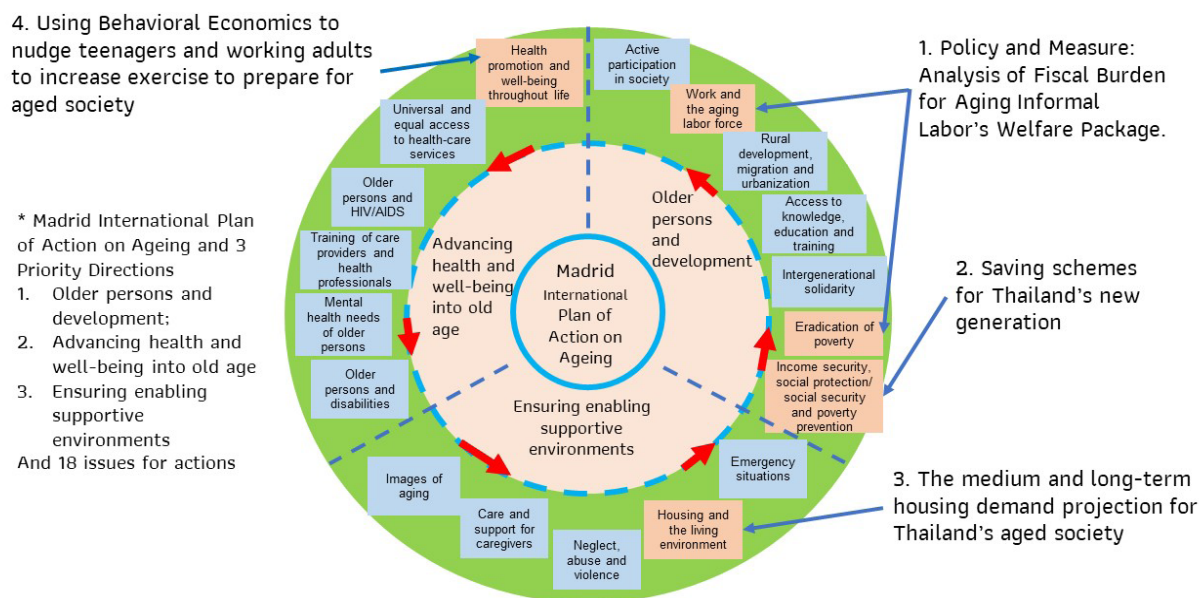 4. Using Behavioral Economics to
nudge teenagers and working adults
to increase exercise to prepare for
aged society
* Madrid International Plan
of Action on Ageing and 3
Priority Directions
1. Older persons and
development;
2. Advancing health and
well-being into old age
3. Ensuring enabling
supportive
environments
And 18 issues for actions
Health
promotion and
well-being
throughout life
Universal and
equal access
to health-care
services
Older
persons and
HIV/AIDS
Training of care
providers and
health
professionals
Mental
health needs
of older
persons
Older
persons and
disabilities
Images of
aging
Care and
support for
caregivers
Neglect,
abuse and
violence
Housing and
the living
environment
Emergency
situations
Income security,
social protection/
social security
and poverty
prevention
Eradication of
poverty
Intergenerational
solidarity
Access to
knowledge,
education and
training
Rural
development,
migration and
urbanization
Work and
the aging
labor force
Active
participation
in society
Advancing
health and
well-being
into old
age
Older
persons
and
development
Ensuring enabling
supportive
environments
Madrid
International
Plan of
Action on
Ageing
1. Policy and Measure:
Analysis of Fiscal Burden
for Aging Informal
Labor’s Welfare Package.
2. Saving schemes
for Thailand’s new
generation
3. The medium and long-term
housing demand projection for
Thailand’s aged society